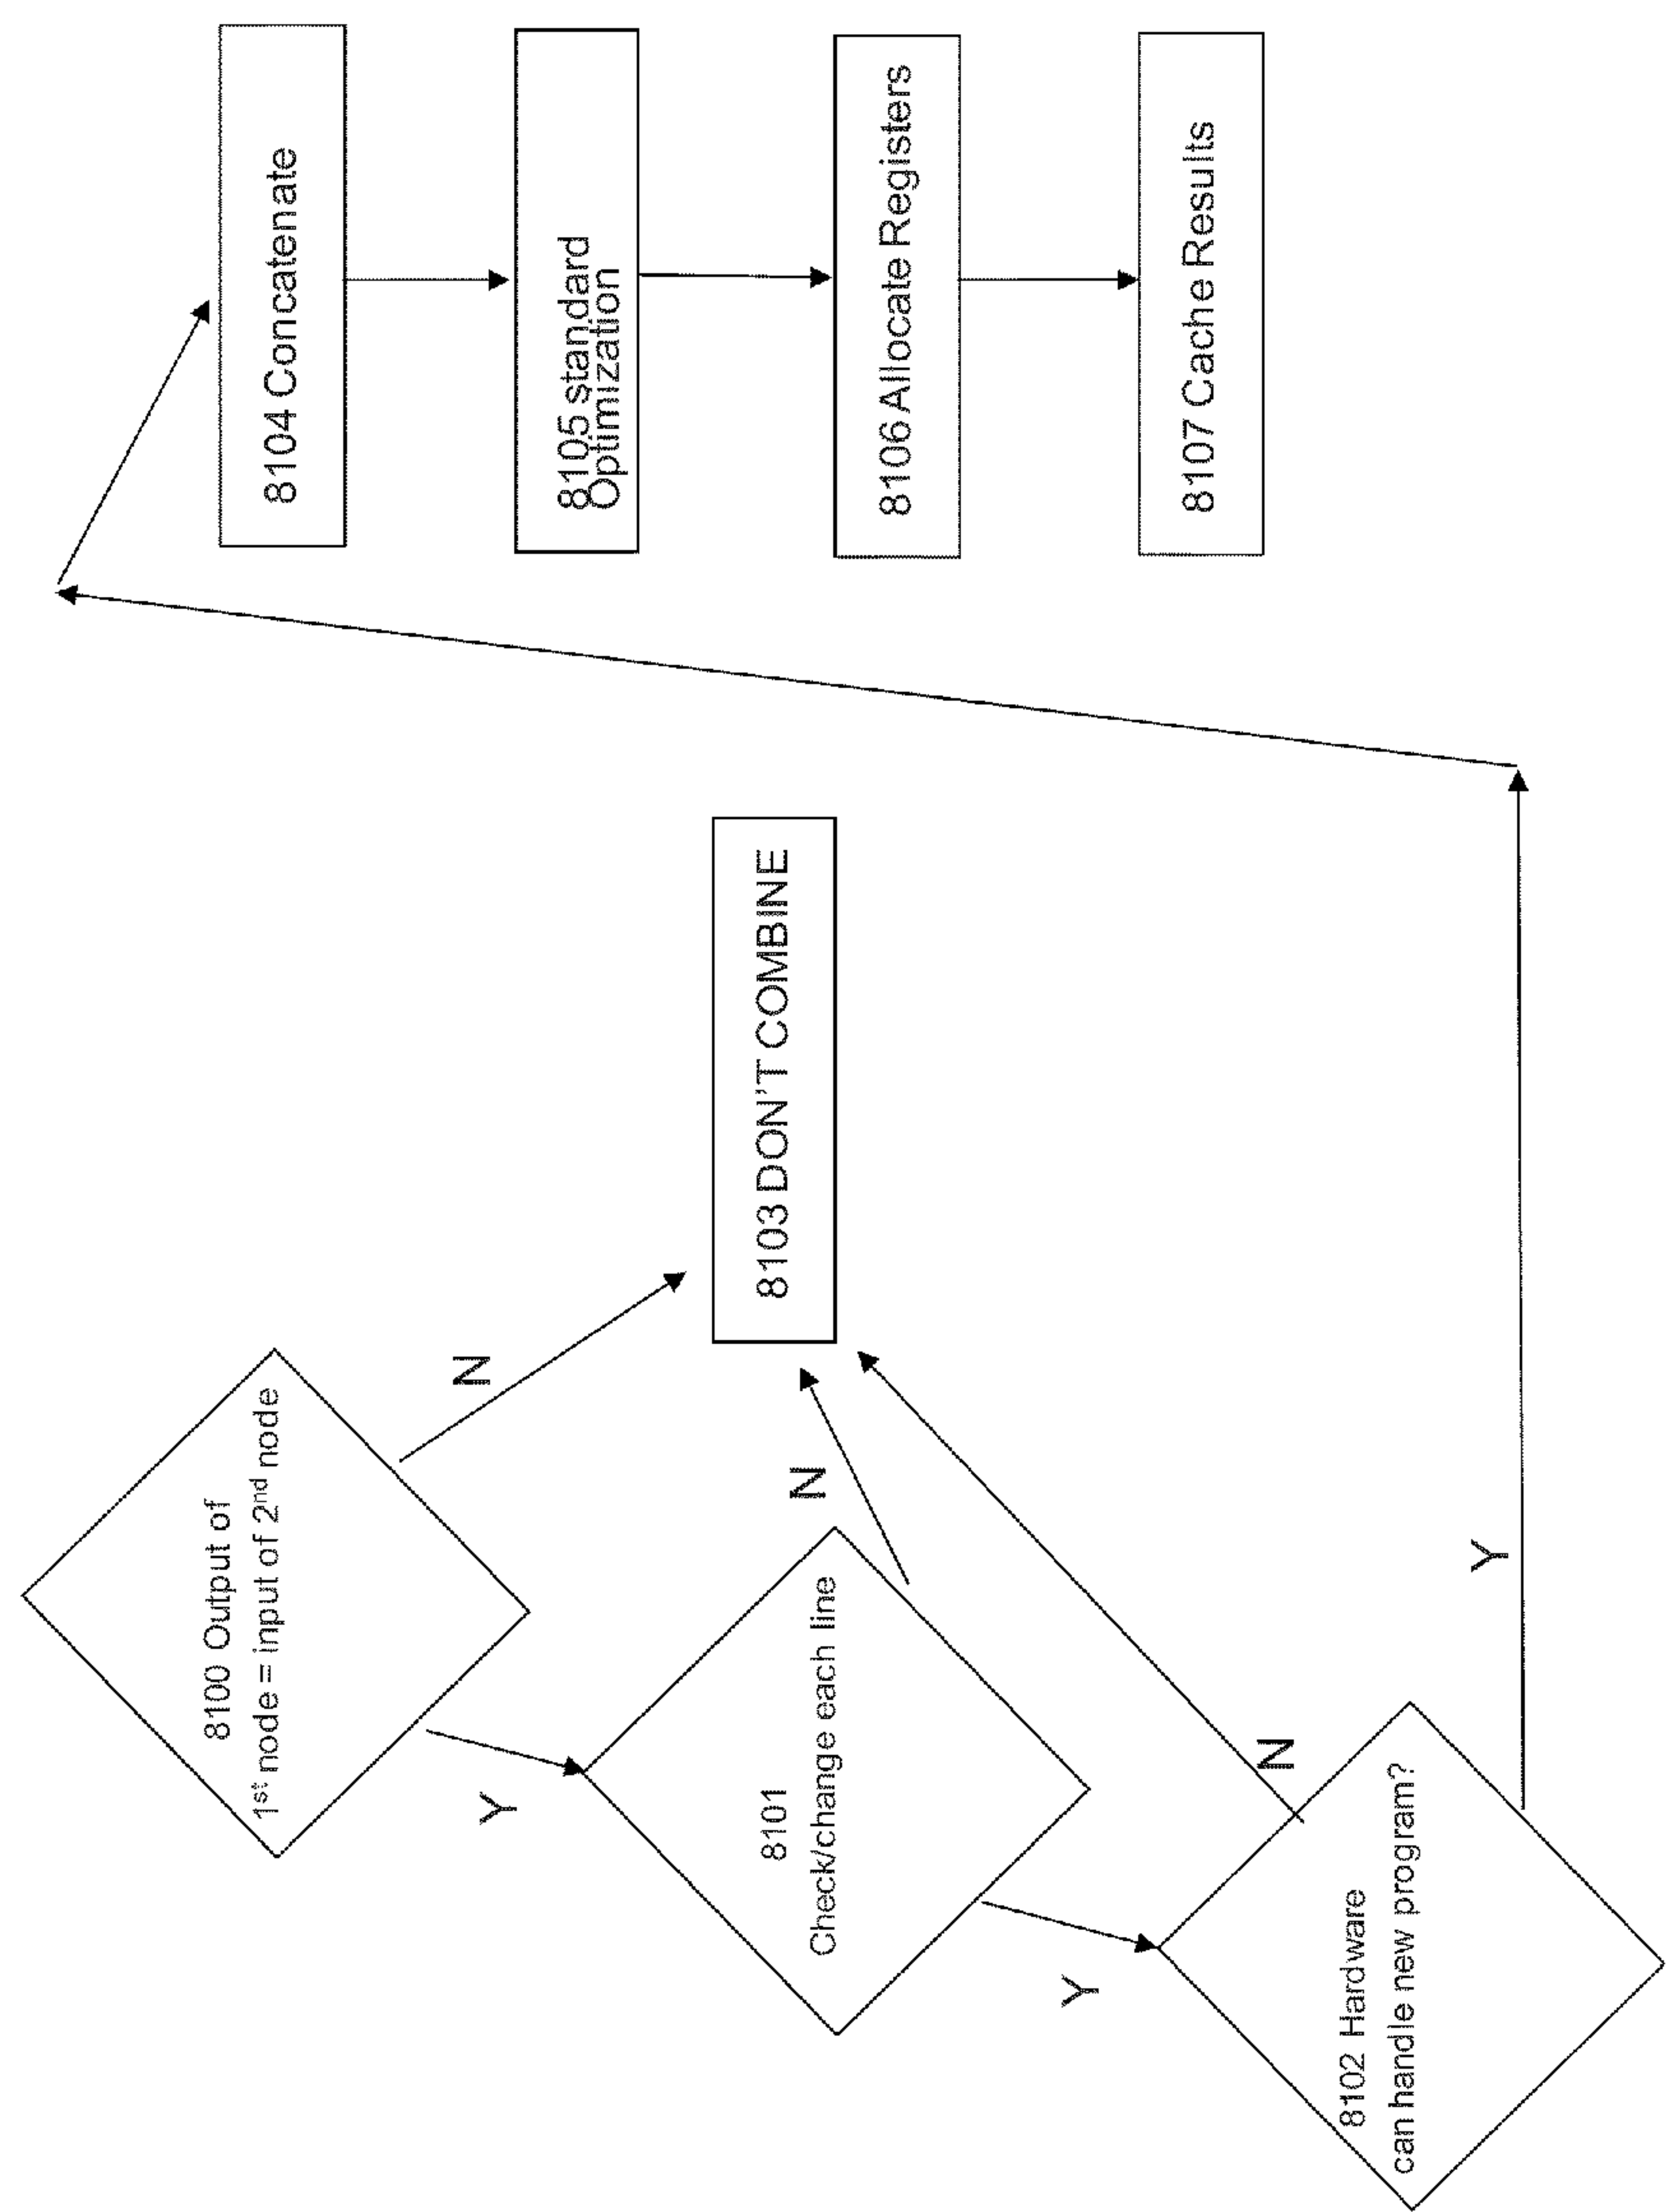 8100 Output of
1st node = input of 2nd node
N
Y
8101
Check/change each line
N
Y
8102 Hardware
can handle new program?
N
Y
8103 DON'T COMBINE
8104 Concatenate
8105 standard
Optimization
8106 Allocate Registers
8107 Cache Results